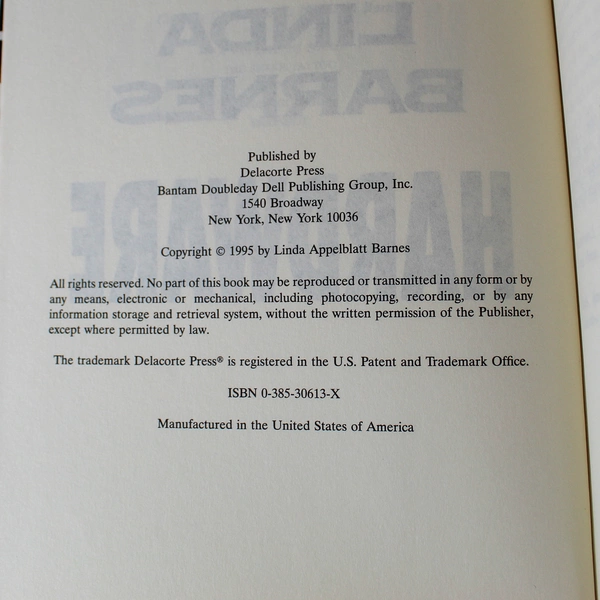 LINDA
BARNES
HARDWARE
Published by
Delacorte Press
Bantam Doubleday Dell Publishing Group, Inc.
1540 Broadway
New York, New York 10036
Copyright © 1995 by Linda Appelblatt Barnes
All rights reserved. No part of this book may be reproduced or transmitted in any form or by
any means, electronic or mechanical, including photocopying, recording, or by any
information storage and retrieval system, without the written permission of the Publisher,
except where permitted by law.
The trademark Delacorte Press® is registered in the U.S. Patent and Trademark Office.
ISBN 0-385-30613-X
Manufactured in the United States of America